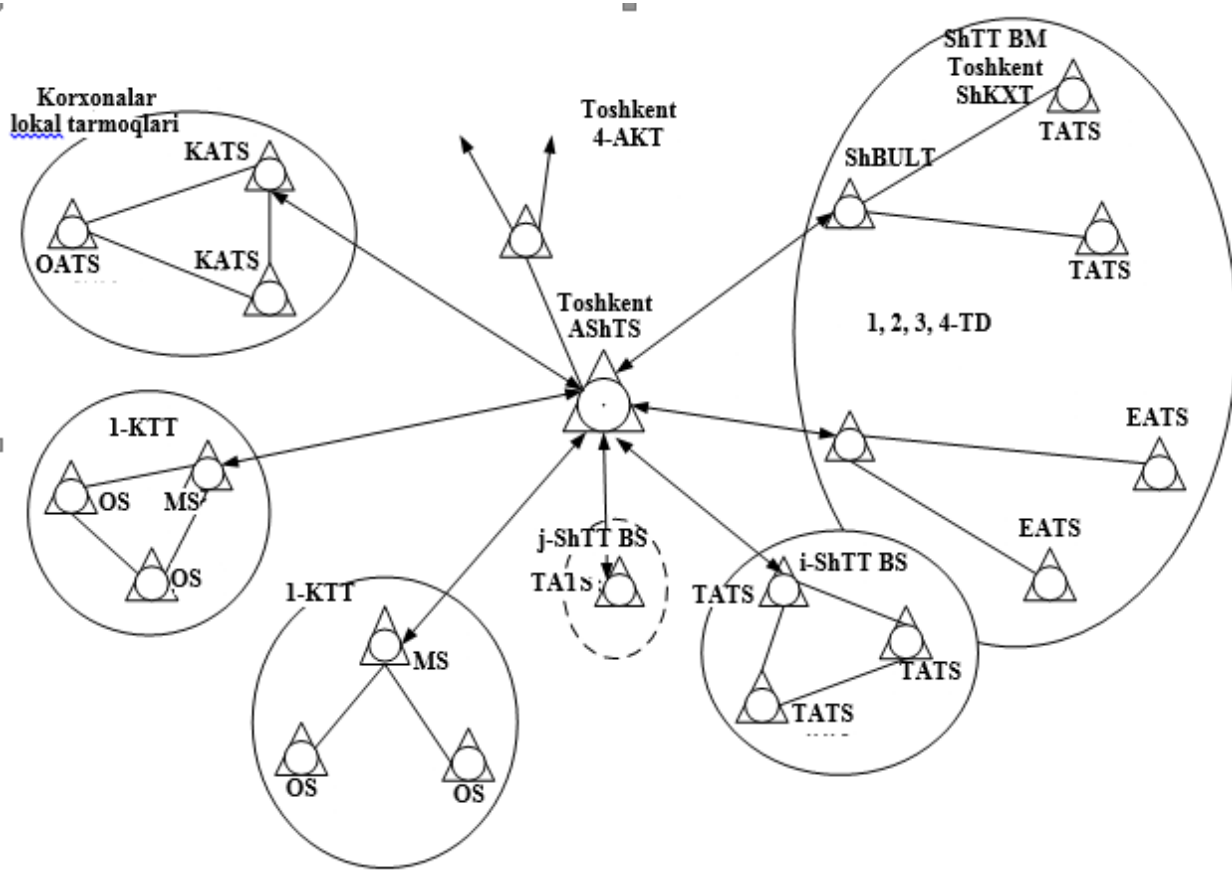 Korxonalar
lokal tarmoqlari
KATS
OATS
KATS
Toshkent
4-AKT
Toshkent
AShTS
ShTT BM
Toshkent
ShKXT
TATS
ShBULT
TATS
1, 2, 3, 4-TD
EATS
EATS
1-KTT
OS
MS
OS
1-KTT
MS
OS
OS
j-ShTT BS
TATS
i-ShTT BS
TATS
TATS
TATS